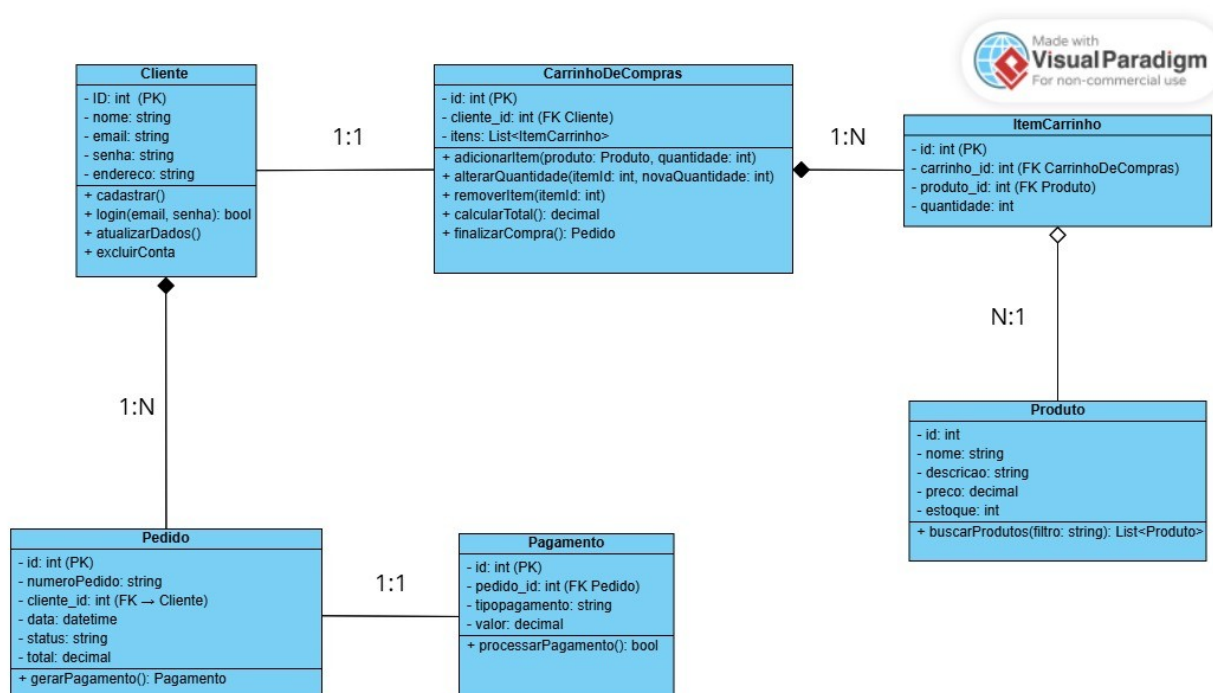 Made with
Visual Paradigm
For non-commercial use
Cliente
- ID: int (PK)
- nome: string
- email: string
- senha: string
- endereco: string
+ cadastrar()
+ login(email, senha): bool
+ atualizarDados()
+ excluirConta
1:1
CarrinhoDeCompras
- id: int (PK)
- cliente_id: int (FK Cliente)
- itens: List<ItemCarrinho>
+ adicionarItem(produto: Produto, quantidade: int)
+ alterarQuantidade(itemId: int, novaQuantidade: int)
+ removerItem(itemId: int)
+ calcularTotal(): decimal
+ finalizarCompra(): Pedido
1:N
ItemCarrinho
- id: int (PK)
- carrinho_id: int (FK CarrinhoDeCompras)
- produto_id: int (FK Produto)
- quantidade: int
N:1
Produto
- id: int
- nome: string
- descricao: string
- preco: decimal
- estoque: int
+ buscarProdutos(filtro: string): List<Produto>
1:N
Pedido
- id: int (PK)
- numeroPedido: string
- cliente_id: int (FK → Cliente)
- data: datetime
- status: string
- total: decimal
+ gerarPagamento(): Pagamento
1:1
Pagamento
- id: int (PK)
- pedido_id: int (FK Pedido)
- tipopagamento: string
- valor: decimal
+ processarPagamento(): bool